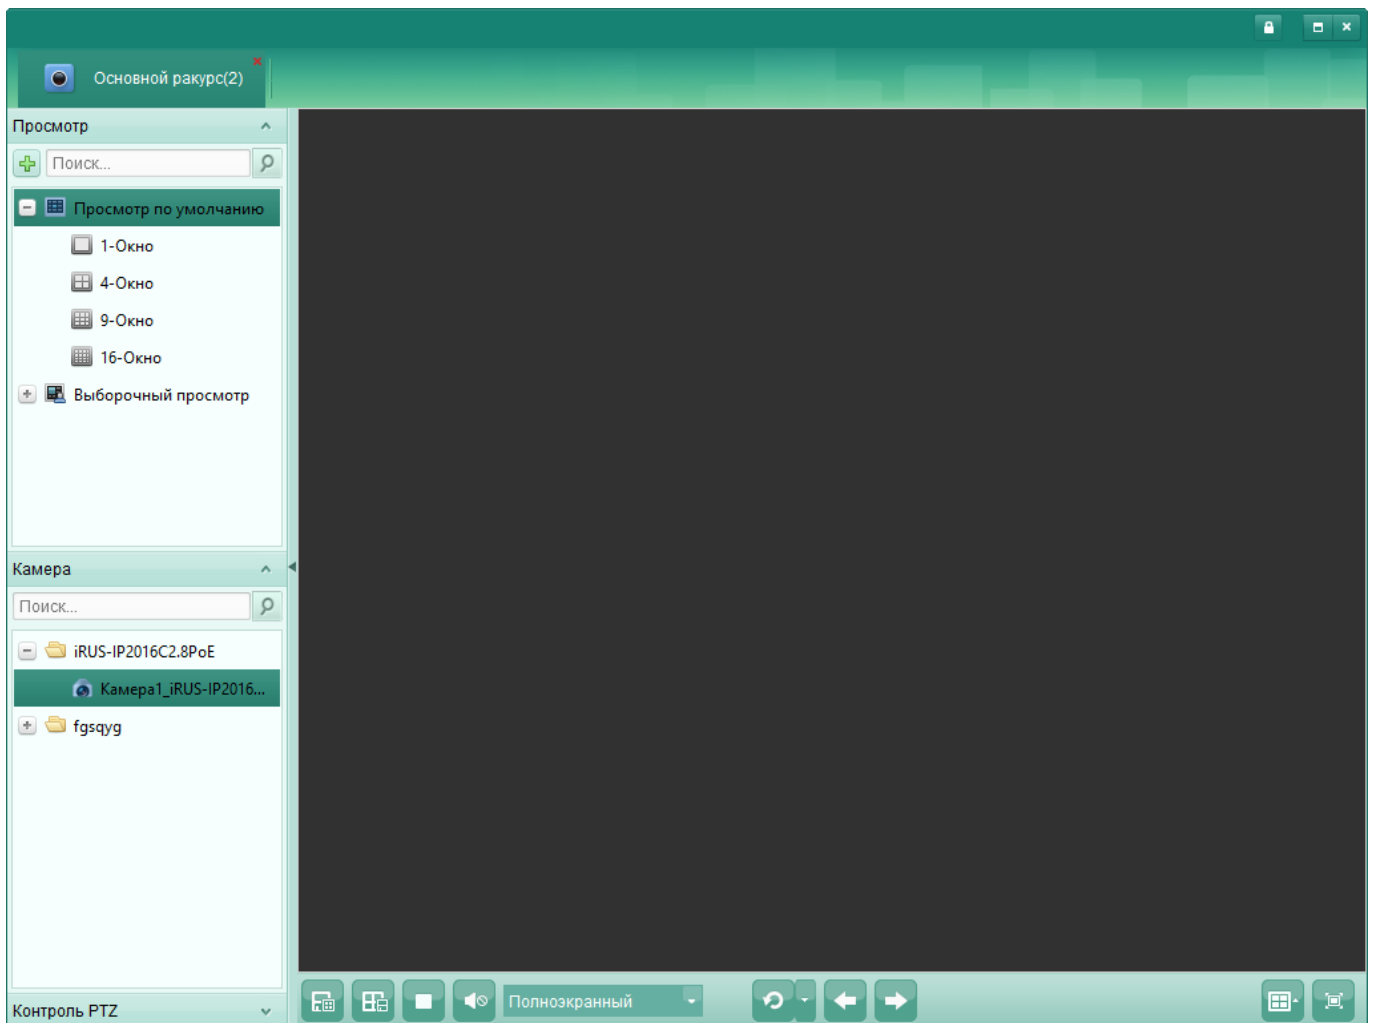 Основной ракурс(2)
Просмотр
Поиск...
Просмотр по умолчанию
1-Окно
4-Окно
9-Окно
16-Окно
Выборочный просмотр
Камера
Поиск...
iRUS-IP2016C2.8PoE
Камера1_iRUS-IP2016...
fgsqyg
Контроль PTZ
Полноэкранный